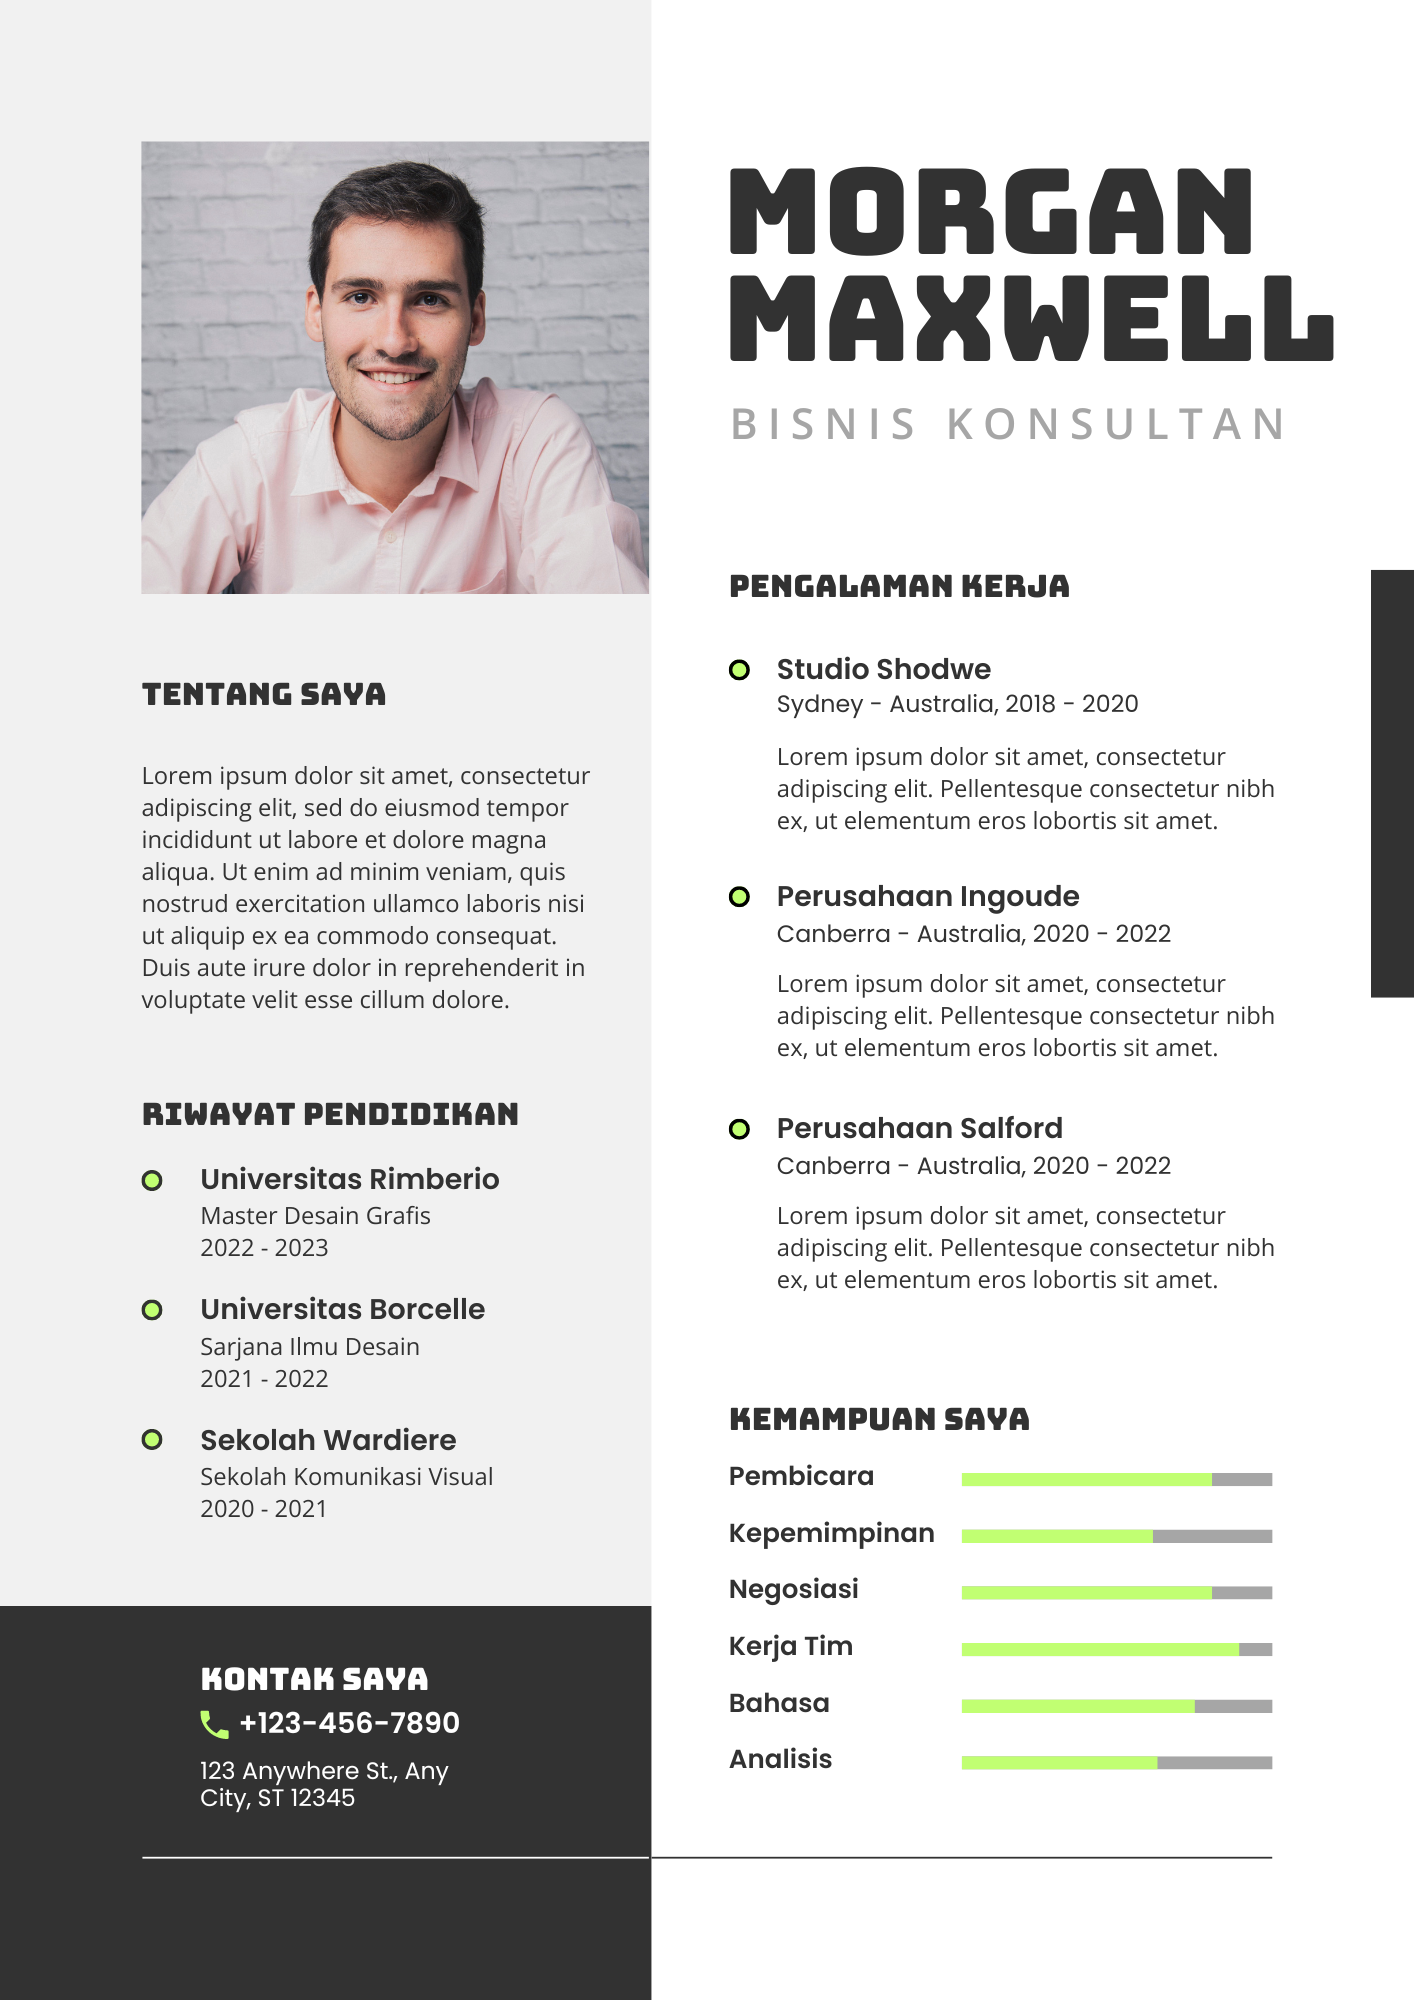 MORGAN
MAXWELL
BISNIS KONSULTAN
TENTANG SAYA
Lorem ipsum dolor sit amet, consectetur
adipiscing elit, sed do eiusmod tempor
incididunt ut labore et dolore magna
aliqua. Ut enim ad minim veniam, quis
nostrud exercitation ullamco laboris nisi
ut aliquip ex ea commodo consequat.
Duis aute irure dolor in reprehenderit in
voluptate velit esse cillum dolore.
RIWAYAT PENDIDIKAN
Universitas Rimberio
Master Desain Grafis
2022 - 2023
Universitas Borcelle
Sarjana Ilmu Desain
2021 - 2022
Sekolah Wardiere
Sekolah Komunikasi Visual
2020 - 2021
KONTAK SAYA
+123-456-7890
123 Anywhere St., Any
City, ST 12345
PENGALAMAN KERJA
Studio Shodwe
Sydney - Australia, 2018 - 2020
Lorem ipsum dolor sit amet, consectetur
adipiscing elit. Pellentesque consectetur nibh
ex, ut elementum eros lobortis sit amet.
Perusahaan Ingoude
Canberra - Australia, 2020 - 2022
Lorem ipsum dolor sit amet, consectetur
adipiscing elit. Pellentesque consectetur nibh
ex, ut elementum eros lobortis sit amet.
Perusahaan Salford
Canberra - Australia, 2020 - 2022
Lorem ipsum dolor sit amet, consectetur
adipiscing elit. Pellentesque consectetur nibh
ex, ut elementum eros lobortis sit amet.
KEMAMPUAN SAYA
Pembicara
Kepemimpinan
Negosiasi
Kerja Tim
Bahasa
Analisis